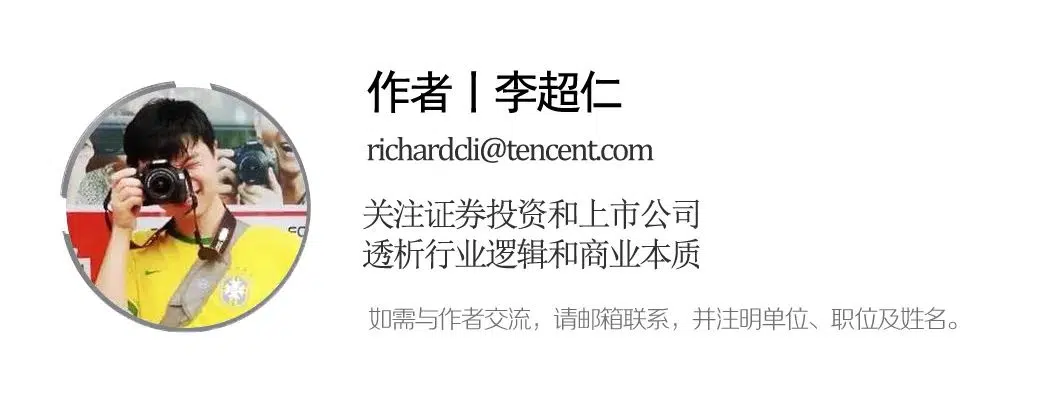 作者丨李超仁
richardcli@tencent.com
关注证券投资和上市公司
透析行业逻辑和商业本质
如需与作者交流，请邮箱联系，并注明单位、职位及姓名。